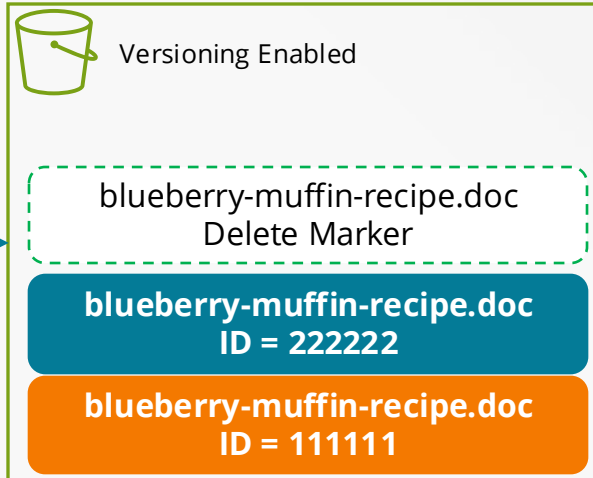 Versioning Enabled
blueberry-muffin-recipe.doc
Delete Marker
blueberry-muffin-recipe.doc
ID = 222222
blueberry-muffin-recipe.doc
ID = 111111